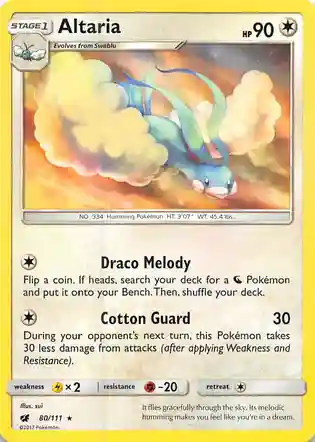 STAGE 1 Altaria HP 90
Evolves from Swablu
NO. 334 Humming Pokémon HT: 3'07" WT: 45.4 lbs.
Draco Melody
Flip a coin. If heads, search your deck for a Pokémon
and put it onto your Bench. Then, shuffle your deck.
Cotton Guard 30
During your opponent's next turn, this Pokémon takes
30 less damage from attacks (after applying Weakness and
Resistance).
weakness × 2 resistance -20 retreat
Illus. sui
80/111 ★
©2017 Pokémon
It flies gracefully through the sky. Its melodic
humming makes you feel like you're in a dream.